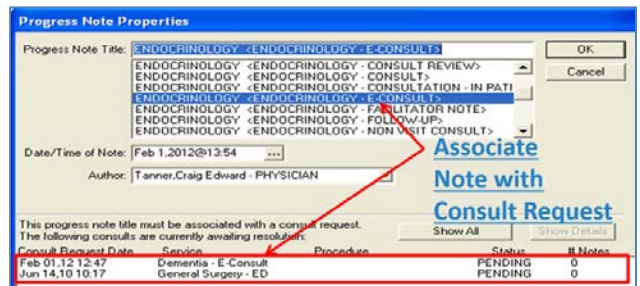 Progress Note Properties
Progress Note Title: ENDOCRINOLOGY <ENDOCRINOLOGY - E-CONSULT>
OK
ENDOCRINOLOGY <ENDOCRINOLOGY - CONSULT REVIEW>
ENDOCRINOLOGY <ENDOCRINOLOGY - CONSULT>
ENDOCRINOLOGY <ENDOCRINOLOGY - CONSULTATION - IN PATI
ENDOCRINOLOGY <ENDOCRINOLOGY - E-CONSULT>
ENDOCRINOLOGY <ENDOCRINOLOGY - FACILITATOR NOTE>
ENDOCRINOLOGY <ENDOCRINOLOGY - FOLLOW-UP>
ENDOCRINOLOGY <ENDOCRINOLOGY - NON VISIT CONSULT>
Cancel
Date/Time of Note: Feb 1,2012@13:54 ...
Author: Tanner,Craig Edward - PHYSICIAN
Associate
Note with
Consult Request
This progress note title must be associated with a consult request.
The following consults are currently awaiting resolution:
Show All
Show Details
Consult Request Date Service Procedure Status # Notes
Feb 01,12 12:47 Dementia - E-Consult PENDING 0
Jun 14,10 10:17 General Surgery - ED PENDING 0